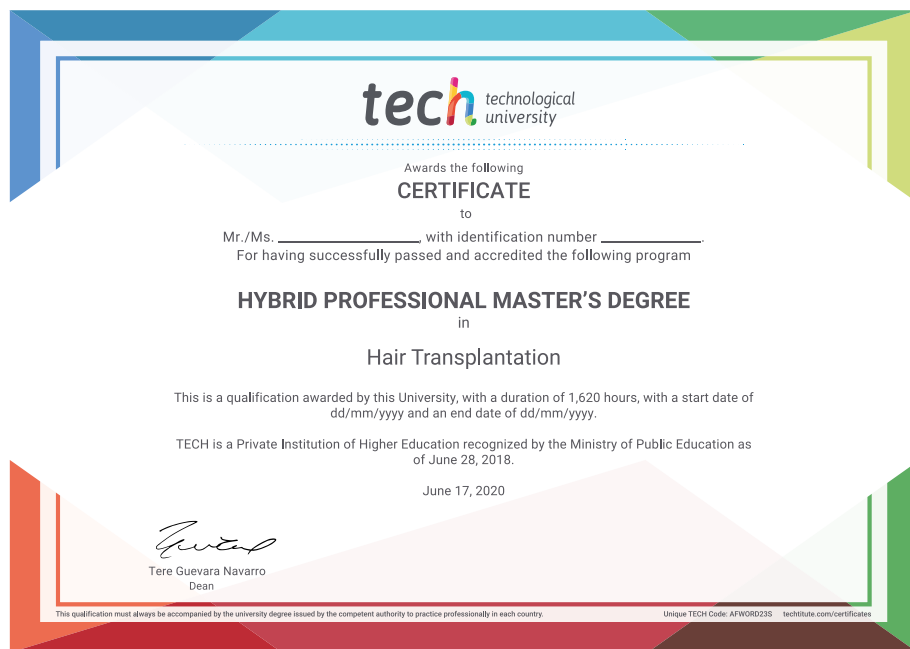 tech technological
university
Awards the following
CERTIFICATE
to
Mr./Ms. ____________________, with identification number ______________.
For having successfully passed and accredited the following program
HYBRID PROFESSIONAL MASTER’S DEGREE
in
Hair Transplantation
This is a qualification awarded by this University, with a duration of 1,620 hours, with a start date of
dd/mm/yyyy and an end date of dd/mm/yyyy.
TECH is a Private Institution of Higher Education recognized by the Ministry of Public Education as
of June 28, 2018.
June 17, 2020
Tere Guevara Navarro
Dean
This qualification must always be accompanied by the university degree issued by the competent authority to practice professionally in each country.
Unique TECH Code: AFWORD23S techtitute.com/certificates